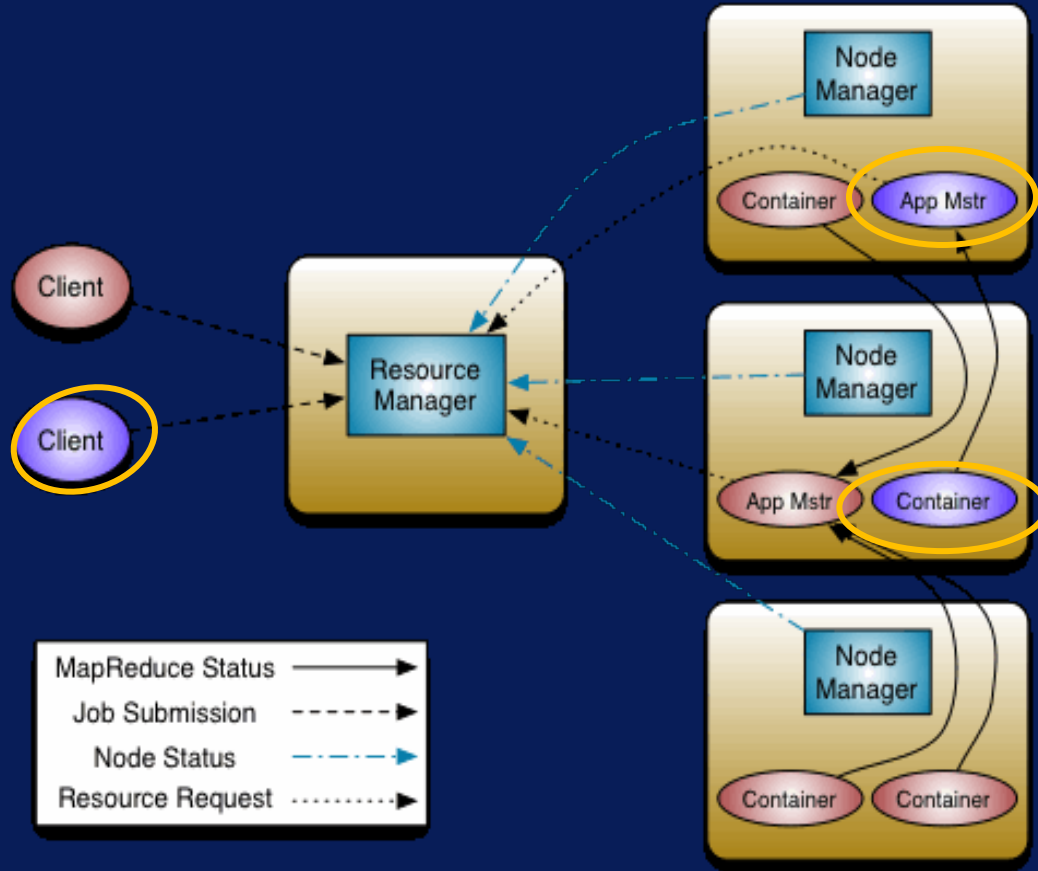 Node
Manager
Container
App Mstr
Client
Resource
Manager
Node
Manager
Client
App Mstr
Container
Node
Manager
MapReduce Status
Job Submission
Node Status
Resource Request
Container
Container